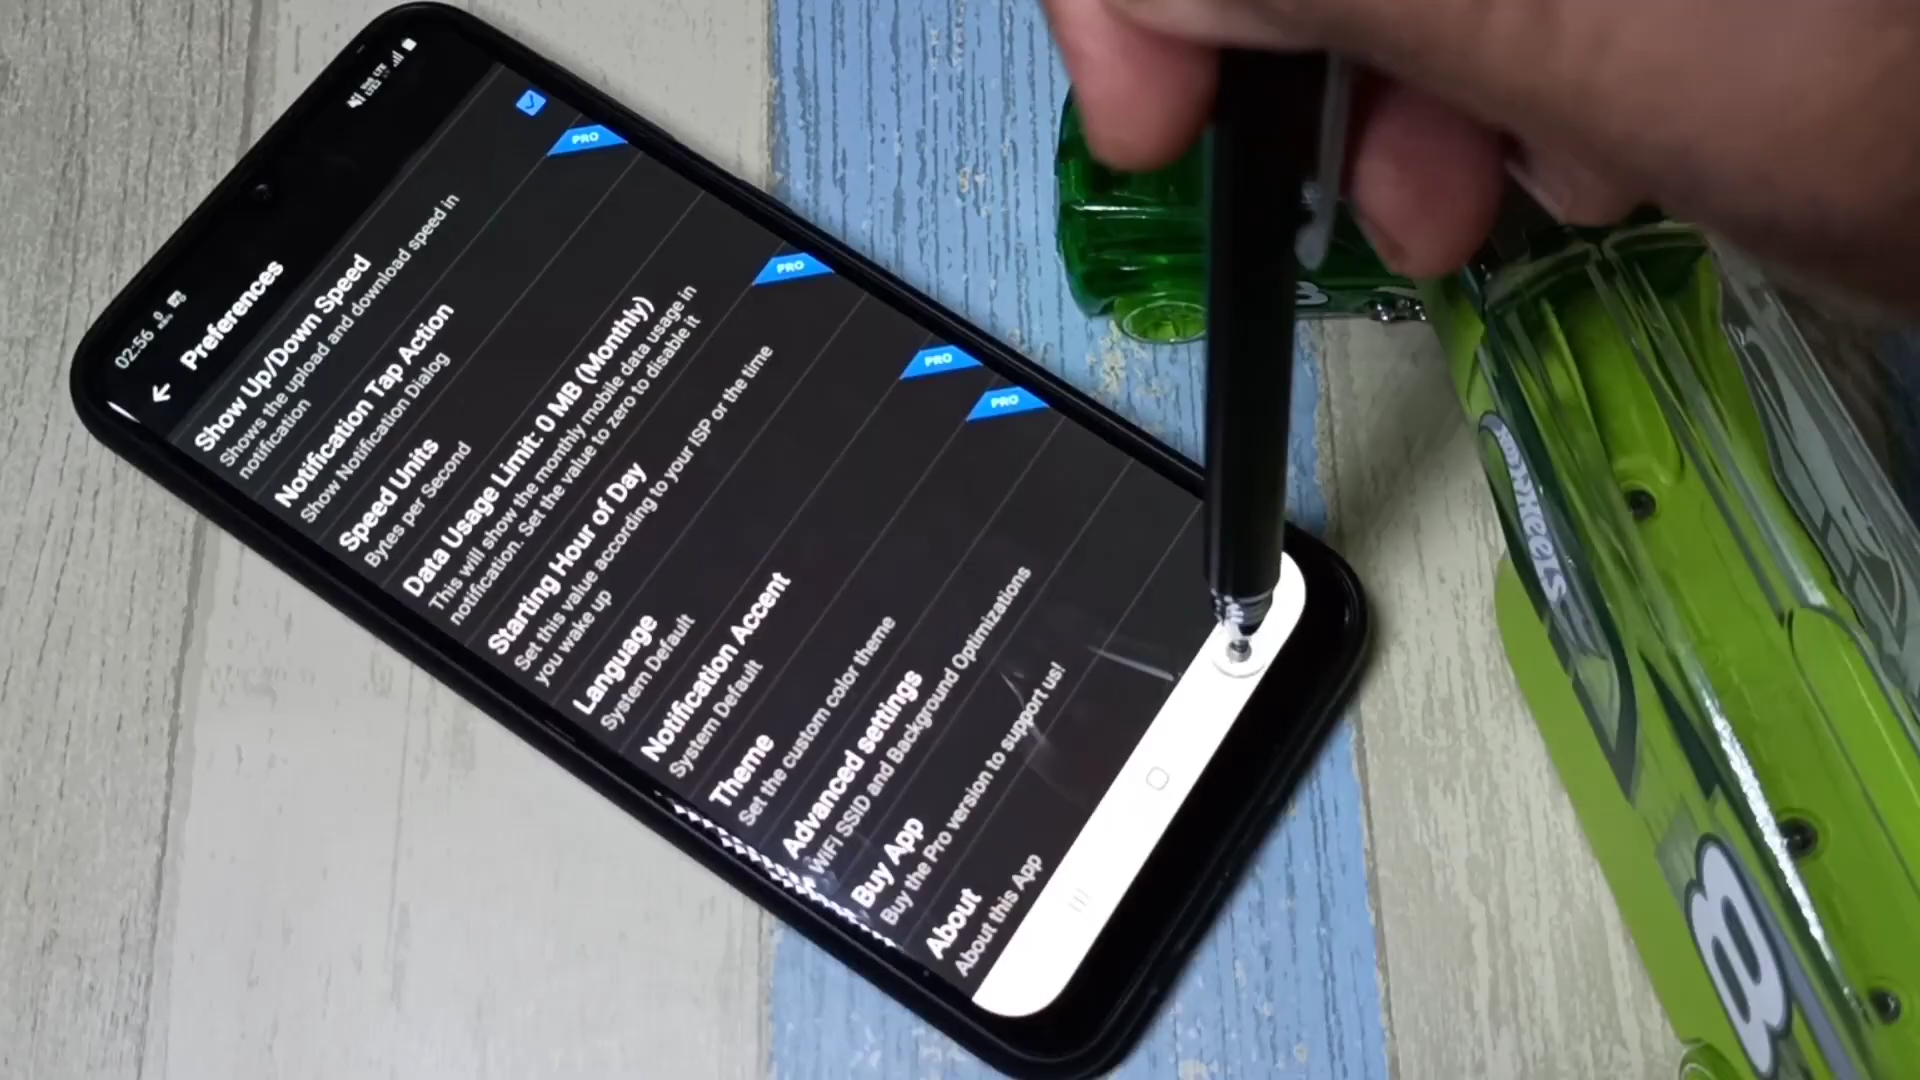 02:56
Preferences
Show Up/Down Speed
Shows the upload and download speed in
notification
Notification Tap Action
Show Notification Dialog
PRO
Speed Units
Bytes per Second
Data Usage Limit: 0 MB (Monthly)
This will show the monthly mobile data usage in
notification. Set the value to zero to disable it
PRO
Starting Hour of Day
Set this value according to your ISP or the time
you wake up
Language
System Default
PRO
Notification Accent
System Default
PRO
Theme
Set the custom color theme
Advanced settings
WiFi SSID and Background Optimizations
Buy App
Buy the Pro version to support us!
About
About this App
8